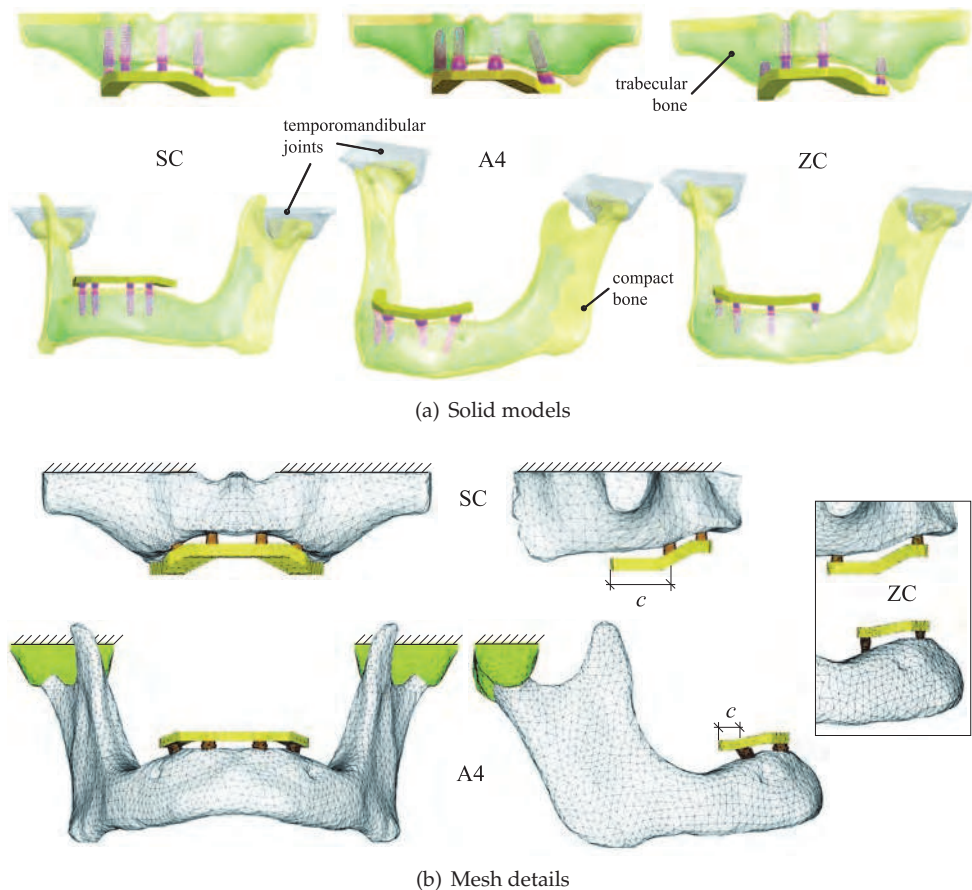 trabecular
bone
temporomandibular
joints
SC
A4
ZC
compact
bone
(a) Solid models
SC
c
ZC
c
A4
(b) Mesh details